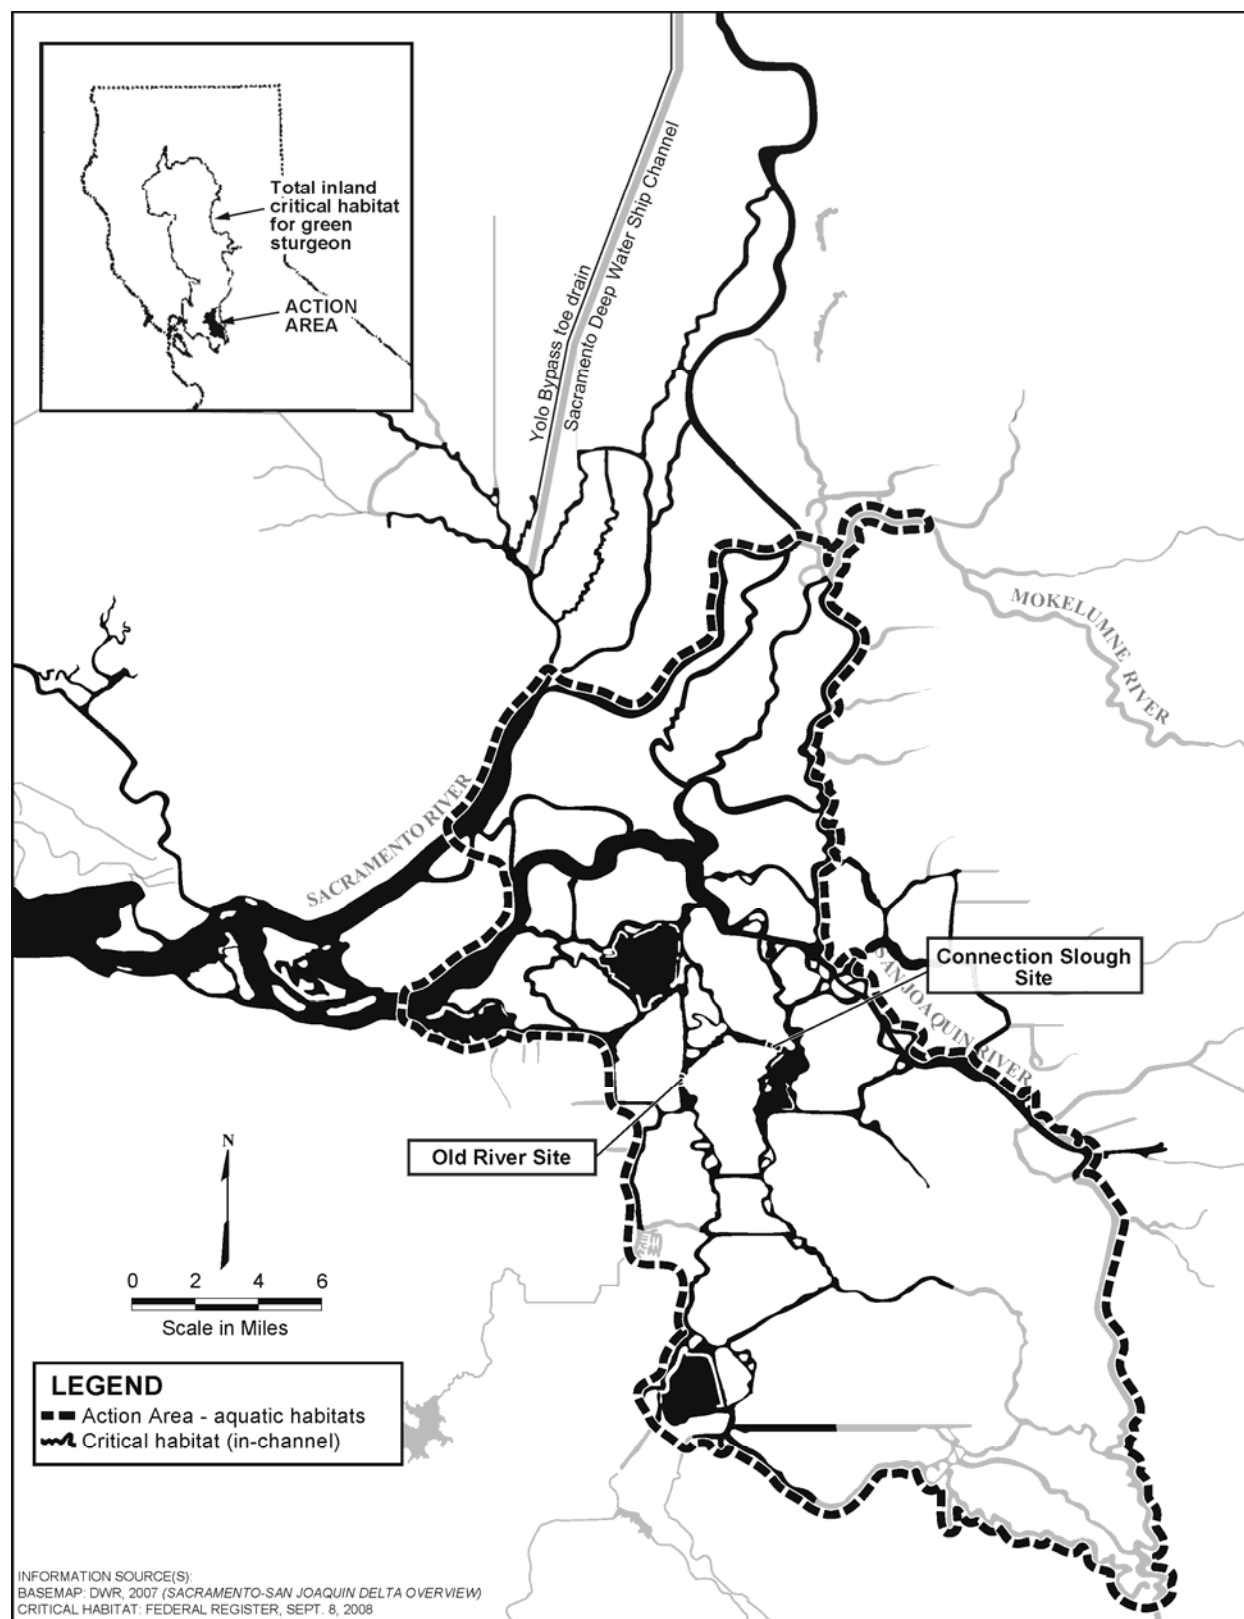 Total inland
critical habitat
for green
sturgeon
ACTION
AREA
Yolo Bypass toe drain
Sacramento Deep Water Ship Channel
MOKELUMNE RIVER
SACRAMENTO RIVER
SAN JOAQUIN RIVER
Connection Slough
Site
Old River Site
N
0 2 4 6
Scale in Miles
LEGEND
Action Area - aquatic habitats
Critical habitat (in-channel)
INFORMATION SOURCE(S):
BASEMAP: DWR, 2007 (SACRAMENTO-SAN JOAQUIN DELTA OVERVIEW)
CRITICAL HABITAT: FEDERAL REGISTER, SEPT. 8, 2008